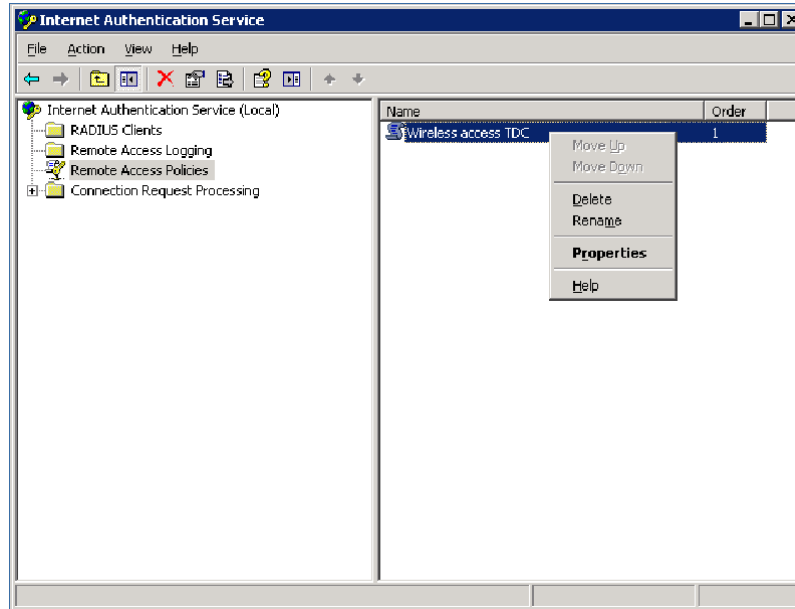 Internet Authentication Service
File Action View Help
Internet Authentication Service (Local)
RADIUS Clients
Remote Access Logging
Remote Access Policies
Connection Request Processing
Name Order
Wireless access TDC 1
Move Up
Move Down
Delete
Rename
Properties
Help